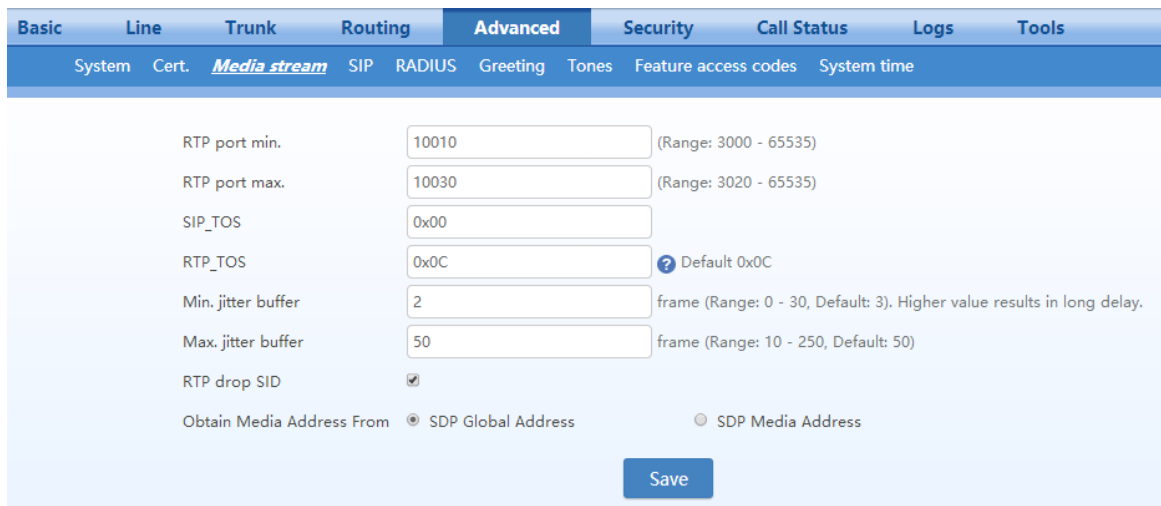 Basic Line Trunk Routing Advanced Security Call Status Logs Tools
System Cert. Media stream SIP RADIUS Greeting Tones Feature access codes System time
RTP port min. 10010 (Range: 3000 - 65535)
RTP port max. 10030 (Range: 3020 - 65535)
SIP_TOS 0x00
RTP_TOS 0x0C ? Default 0x0C
Min. jitter buffer 2 frame (Range: 0 - 30, Default: 3). Higher value results in long delay.
Max. jitter buffer 50 frame (Range: 10 - 250, Default: 50)
RTP drop SID
Obtain Media Address From SDP Global Address SDP Media Address
Save